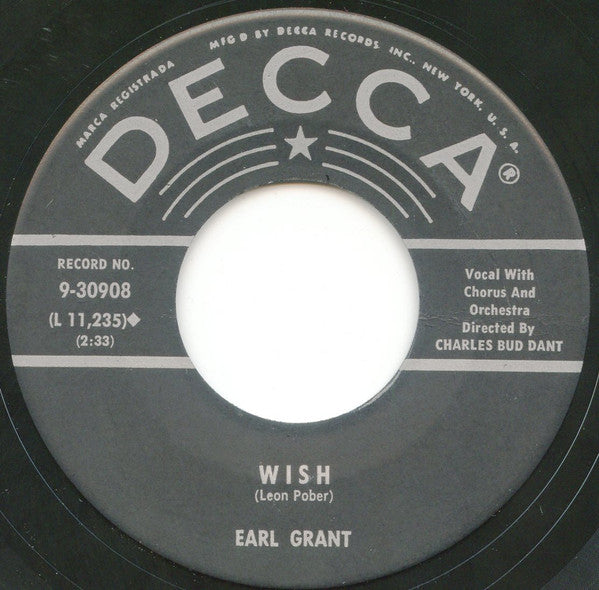 MARCA REGISTRADA MFG'D BY DECCA RECORDS, INC., NEW YORK, U.S.A.
DECCA®
RECORD NO.
9-30908
(L 11,235)◆
(2:33)
Vocal With
Chorus And
Orchestra
Directed By
CHARLES BUD DANT
WISH
(Leon Pober)
EARL GRANT